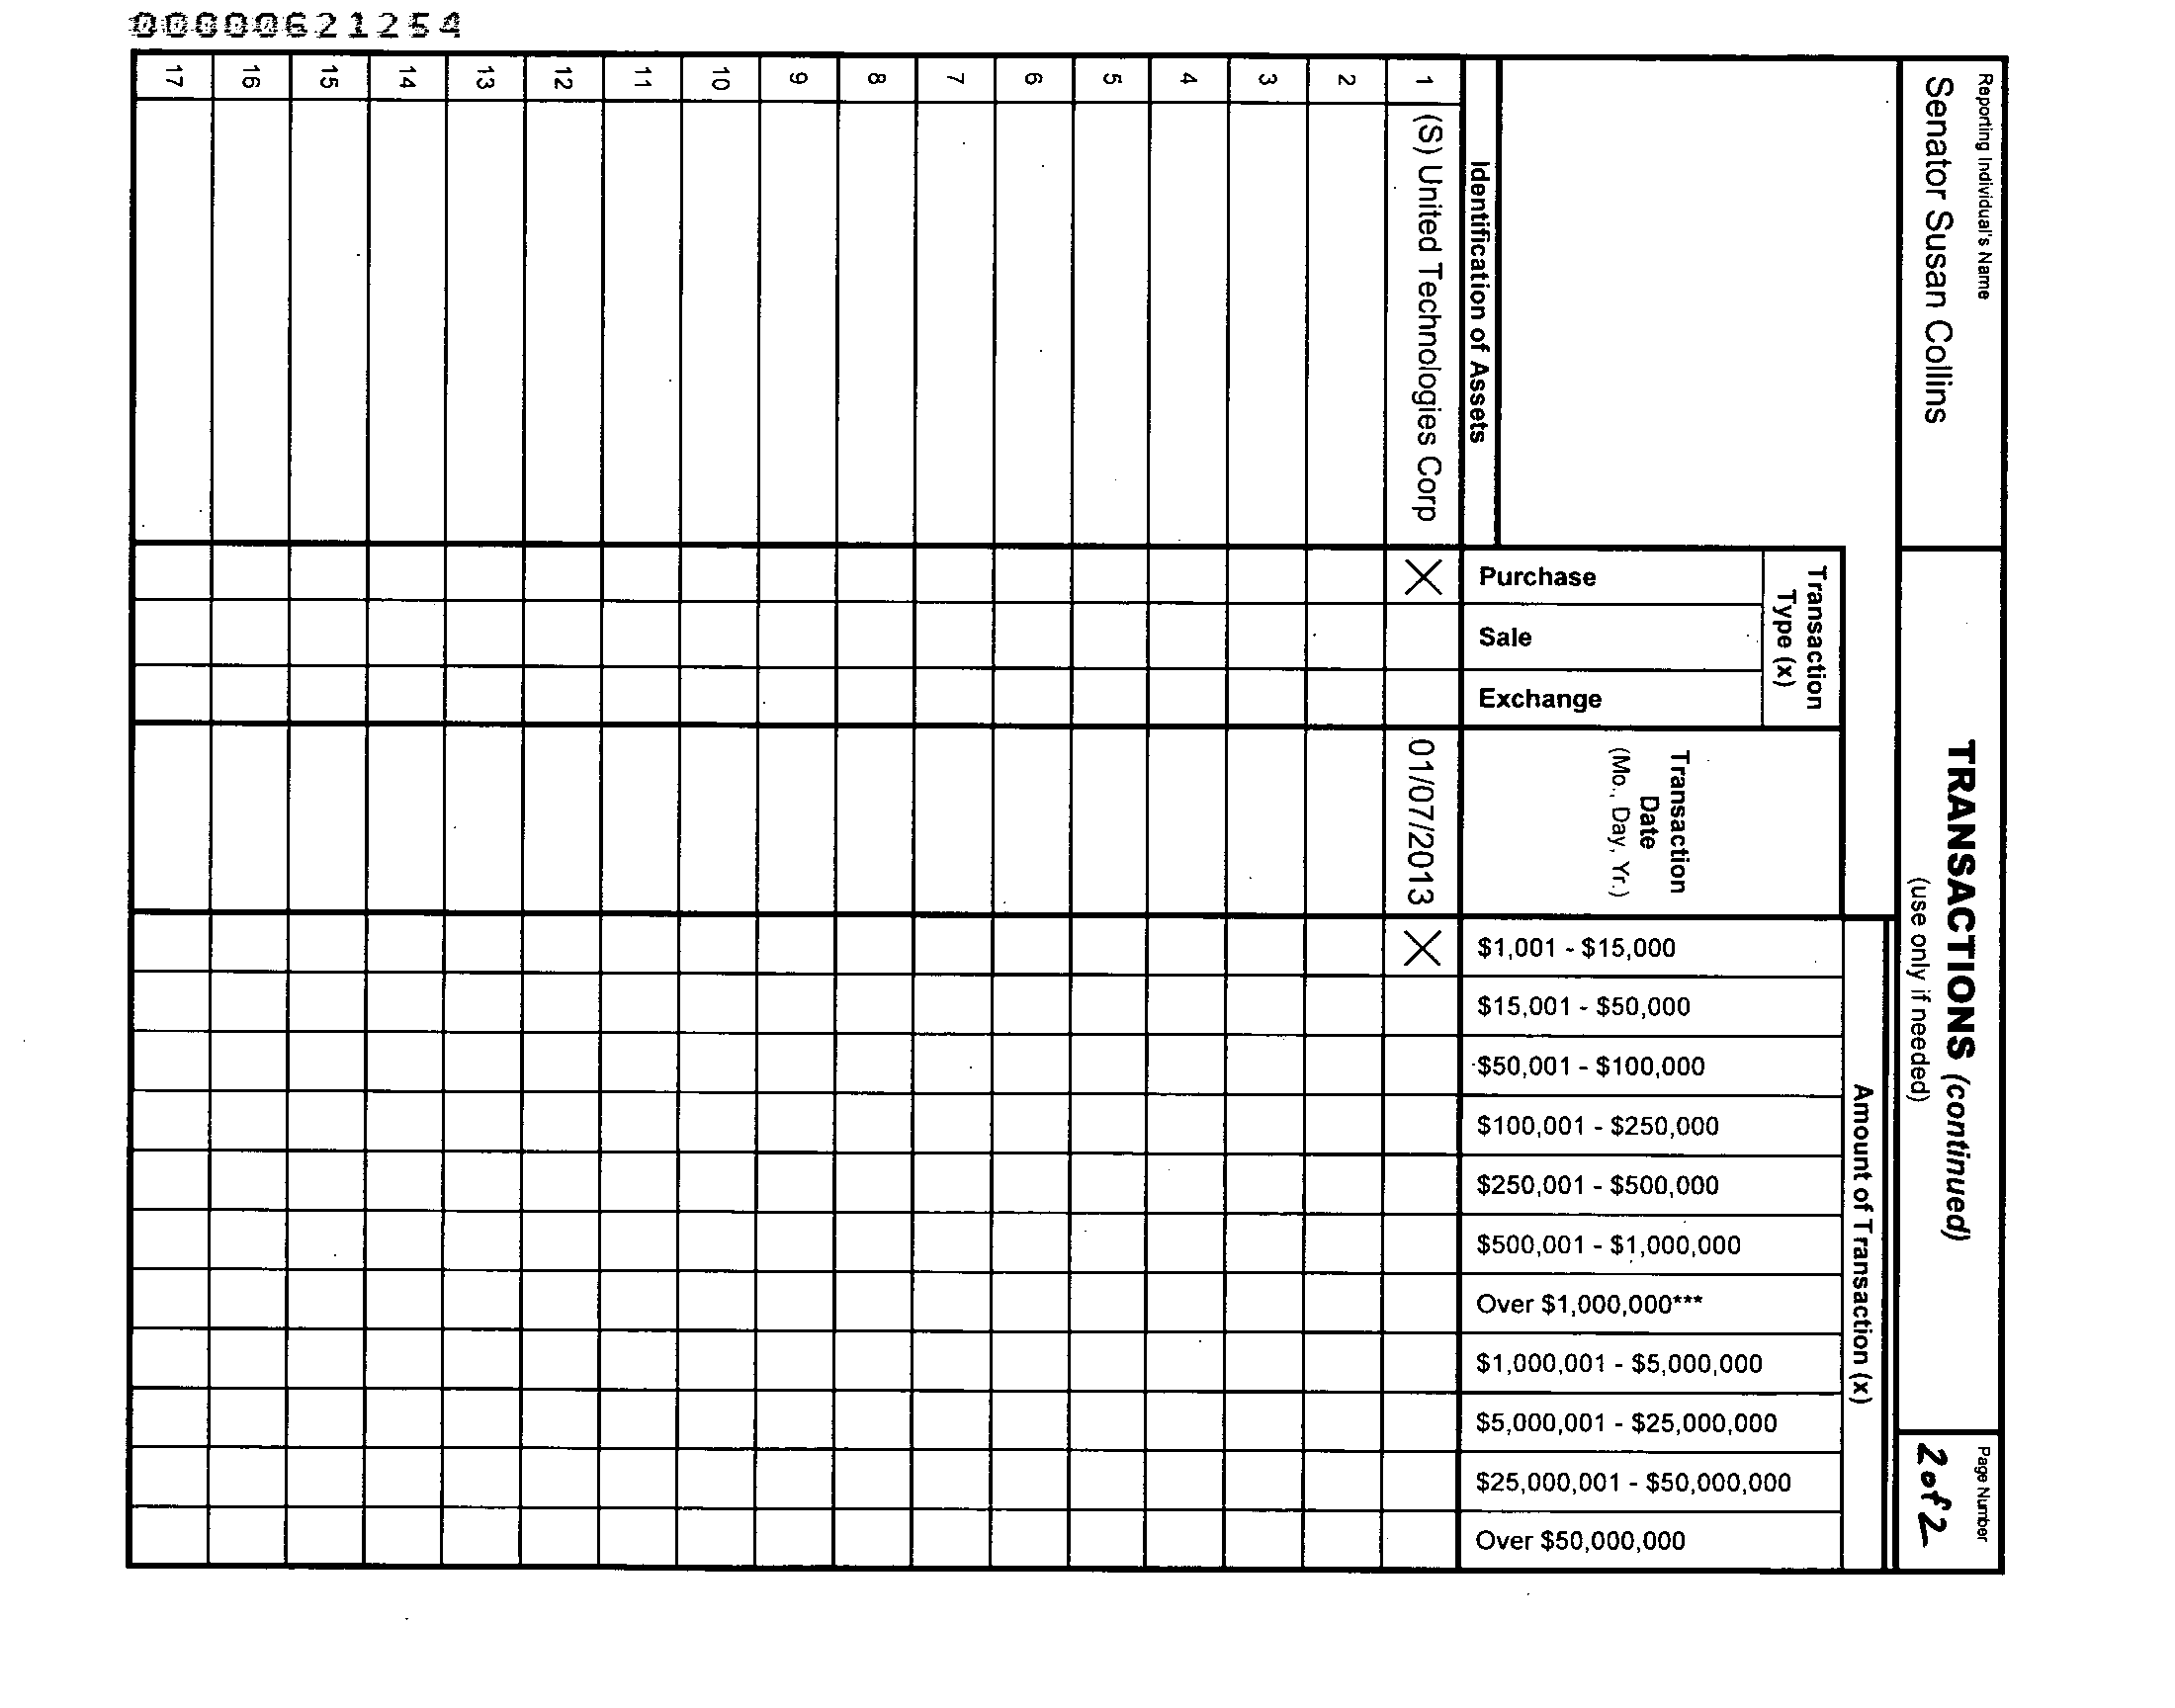 00000621254
Reporting Individual's Name
Senator Susan Collins
TRANSACTIONS (continued)
(use only if needed)
Page Number
2 of 2
Identification of Assets
Transaction
Type (x)
Purchase
Sale
Exchange
Transaction
Date
(Mo., Day, Yr.)
Amount of Transaction (x)
$1,001 - $15,000
$15,001 - $50,000
$50,001 - $100,000
$100,001 - $250,000
$250,001 - $500,000
$500,001 - $1,000,000
Over $1,000,000***
$1,000,001 - $5,000,000
$5,000,001 - $25,000,000
$25,000,001 - $50,000,000
Over $50,000,000
1 (S) United Technologies Corp X 01/07/2013 X
2
3
4
5
6
7
8
9
10
11
12
13
14
15
16
17